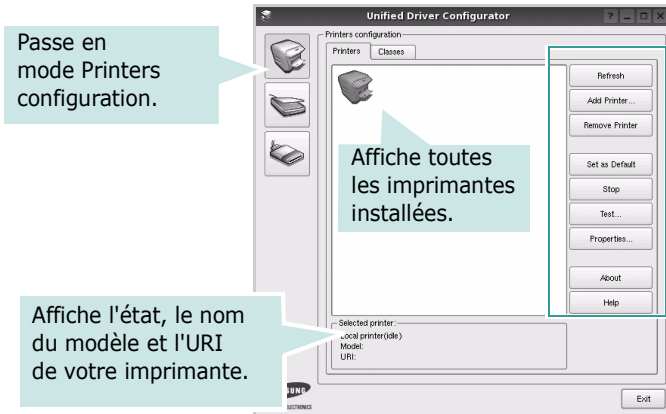 Unified Driver Configurator
Passe en
mode Printers
configuration.
Printers configuration
Printers
Classes
Refresh
Add Printer...
Remove Printer
Affiche toutes
les imprimantes
installées.
Set as Default
Stop
Test...
Properties...
About
Help
Affiche l'état, le nom
du modèle et l'URI
de votre imprimante.
Selected printer:
Local printer(idle)
Model:
URI:
Exit